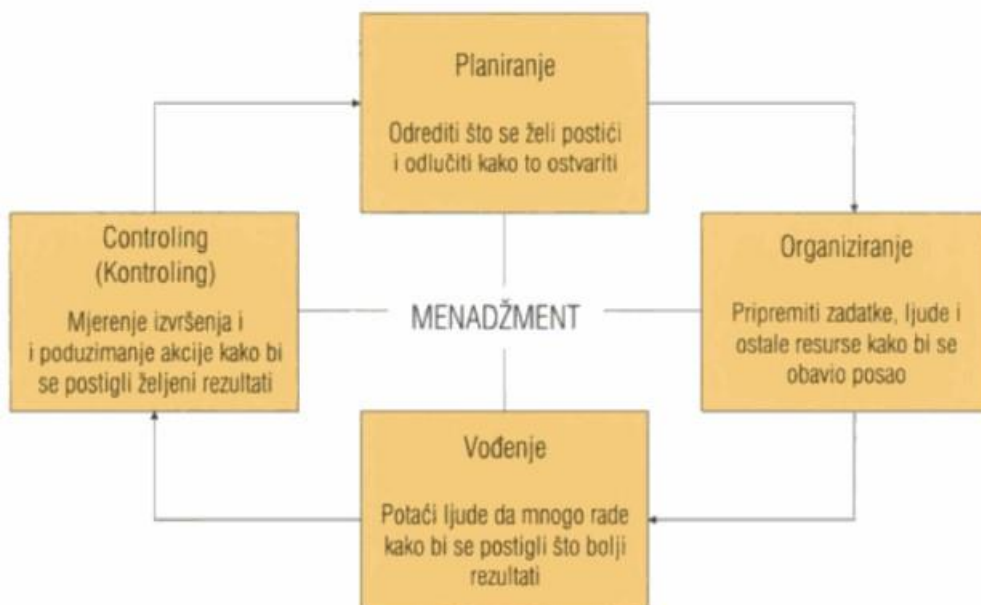 Planiranje
Odrediti što se želi postići
i odlučiti kako to ostvariti
Controling
(Kontroling)
Mjerenje izvršenja i
i poduzimanje akcije kako bi
se postigli željeni rezultati
MENADŽMENT
Organiziranje
Pripremiti zadatke, ljude i
ostale resurse kako bi se
obavio posao
Vođenje
Potaći ljude da mnogo rade
kako bi se postigli što bolji
rezultati